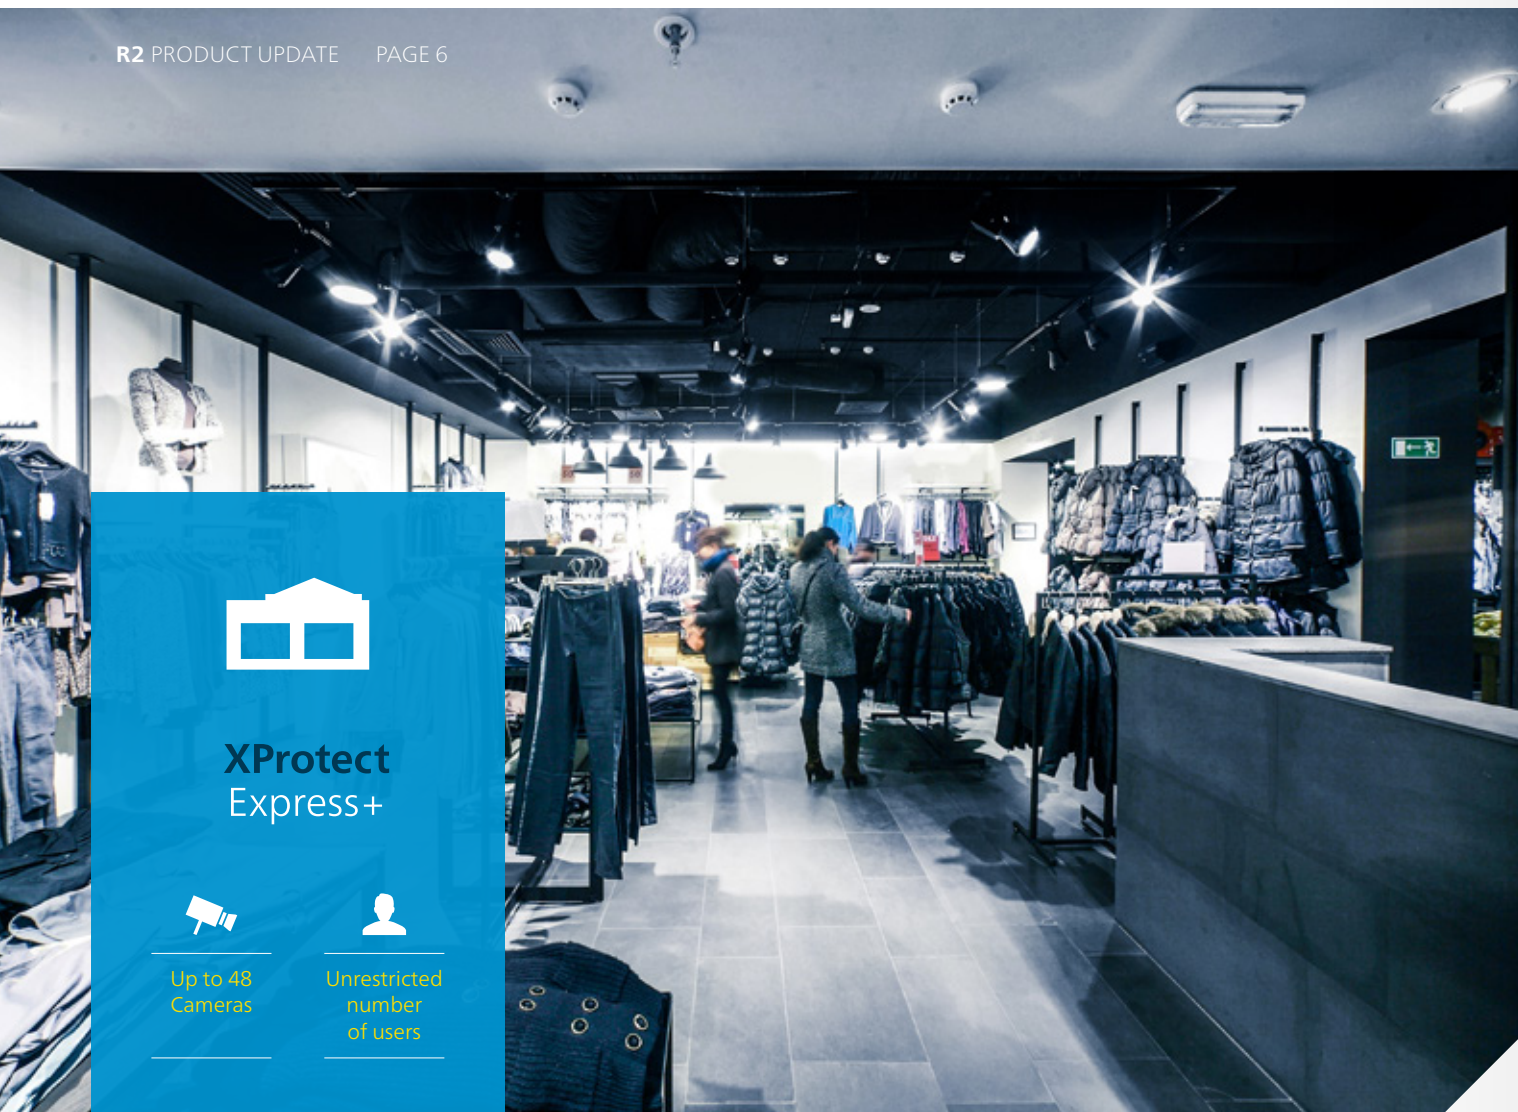 R2 PRODUCT UPDATE PAGE 6
XProtect
Express+
Up to 48
Cameras
Unrestricted
number
of users